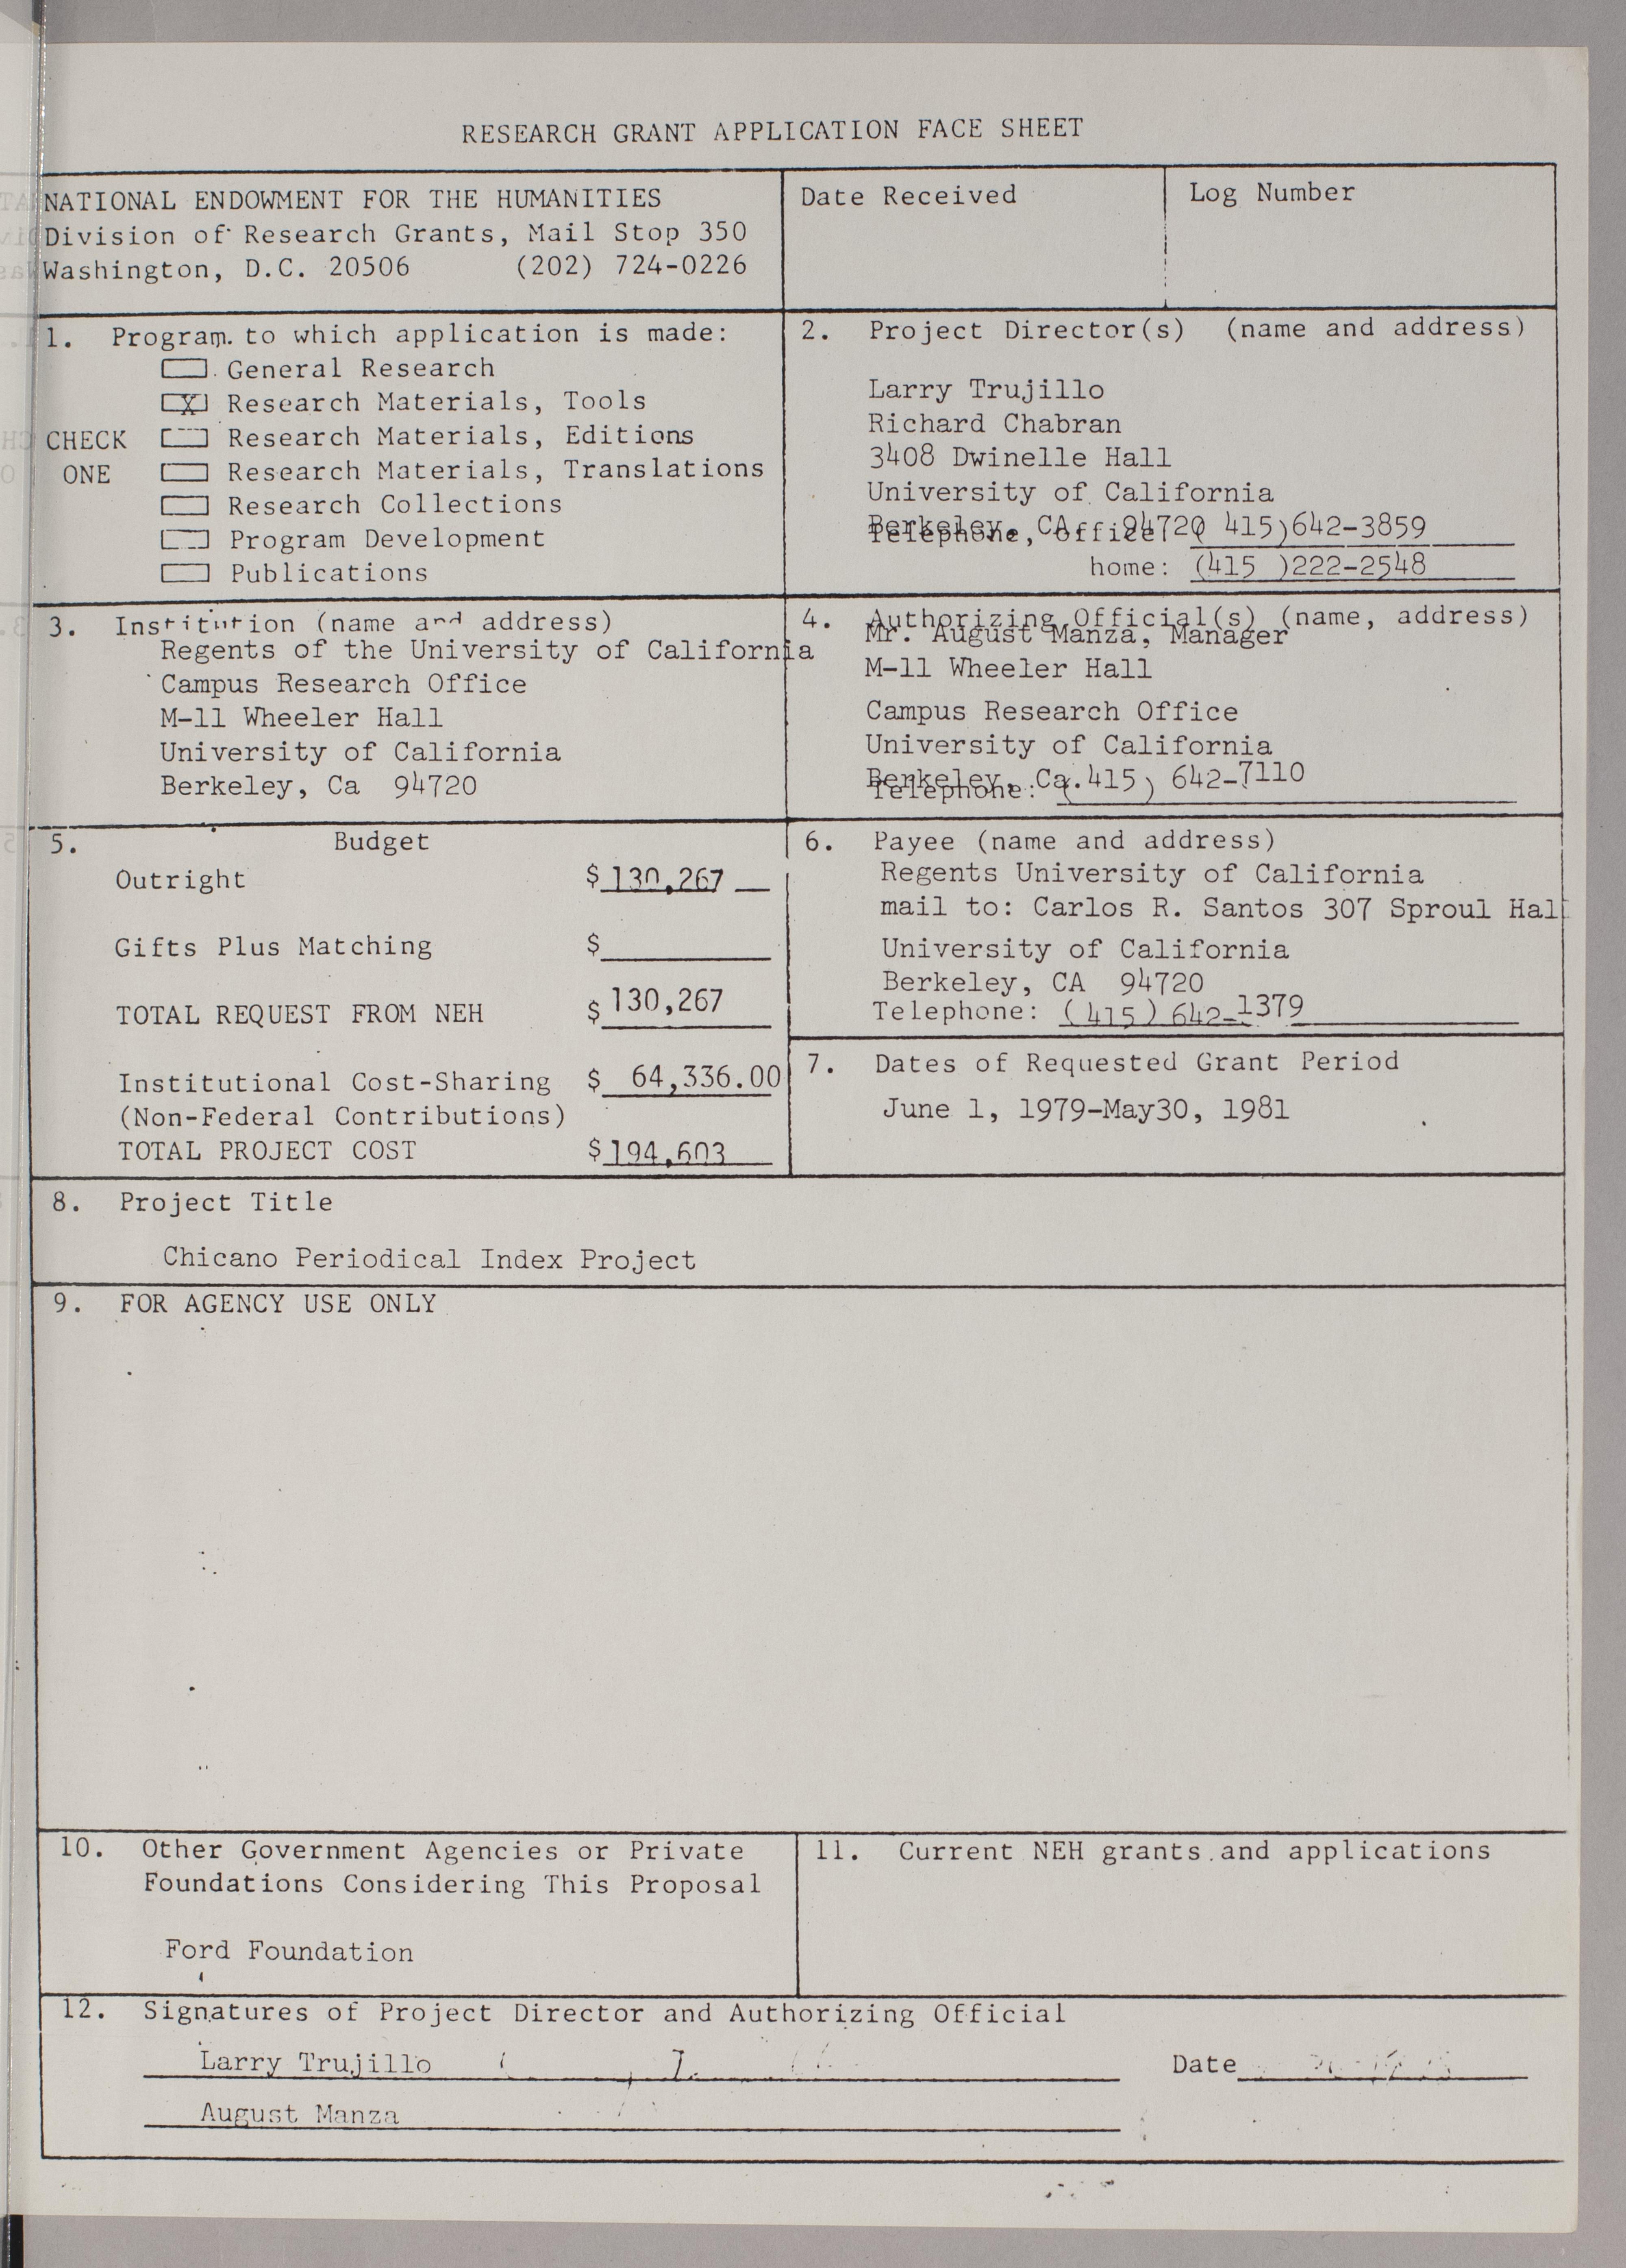 RESEARCH GRANT APPLICATION FACE SHEET
NATIONAL ENDOWMENT FOR THE HUMANITIES
Division of Research Grants, Mail Stop 350
Washington, D.C. 20506 (202) 724-0226
Date Received
Log Number
1. Program to which application is made:
General Research
X Research Materials, Tools
CHECK Research Materials, Editions
ONE Research Materials, Translations
Research Collections
Program Development
Publications
2. Project Director(s) (name and address)
Larry Trujillo
Richard Chabran
3408 Dwinelle Hall
University of California
Berkeley, CA 94720
Telephone, office: (415)642-3859
home: (415 )222-2548
3. Institution (name and address)
Regents of the University of California
Campus Research Office
M-11 Wheeler Hall
University of California
Berkeley, Ca 94720
4. Authorizing Official(s) (name, address)
Mr. August Manza, Manager
M-11 Wheeler Hall
Campus Research Office
University of California
Berkeley, Ca.
Telephone: (415) 642-7110
5. Budget
Outright $ 130,267
Gifts Plus Matching $
TOTAL REQUEST FROM NEH $ 130,267
Institutional Cost-Sharing $ 64,336.00
(Non-Federal Contributions)
TOTAL PROJECT COST $ 194,603
6. Payee (name and address)
Regents University of California
mail to: Carlos R. Santos 307 Sproul Hall
University of California
Berkeley, CA 94720
Telephone: (415) 642-1379
7. Dates of Requested Grant Period
June 1, 1979-May30, 1981
8. Project Title
Chicano Periodical Index Project
9. FOR AGENCY USE ONLY
10. Other Government Agencies or Private
Foundations Considering This Proposal
Ford Foundation
11. Current NEH grants and applications
12. Signatures of Project Director and Authorizing Official
Larry Trujillo
Date
August Manza